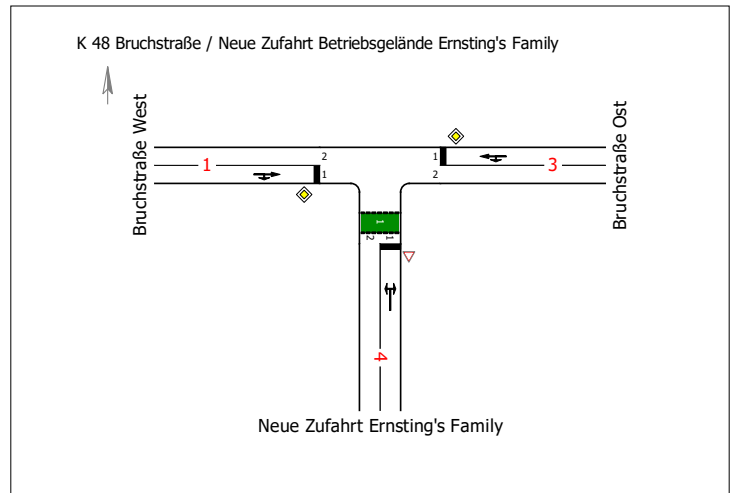 K 48 Bruchstraße / Neue Zufahrt Betriebsgelände Ernsting's Family
Bruchstraße West
Bruchstraße Ost
2
1
1
3
1
2
1
2
1
4
Neue Zufahrt Ernsting's Family